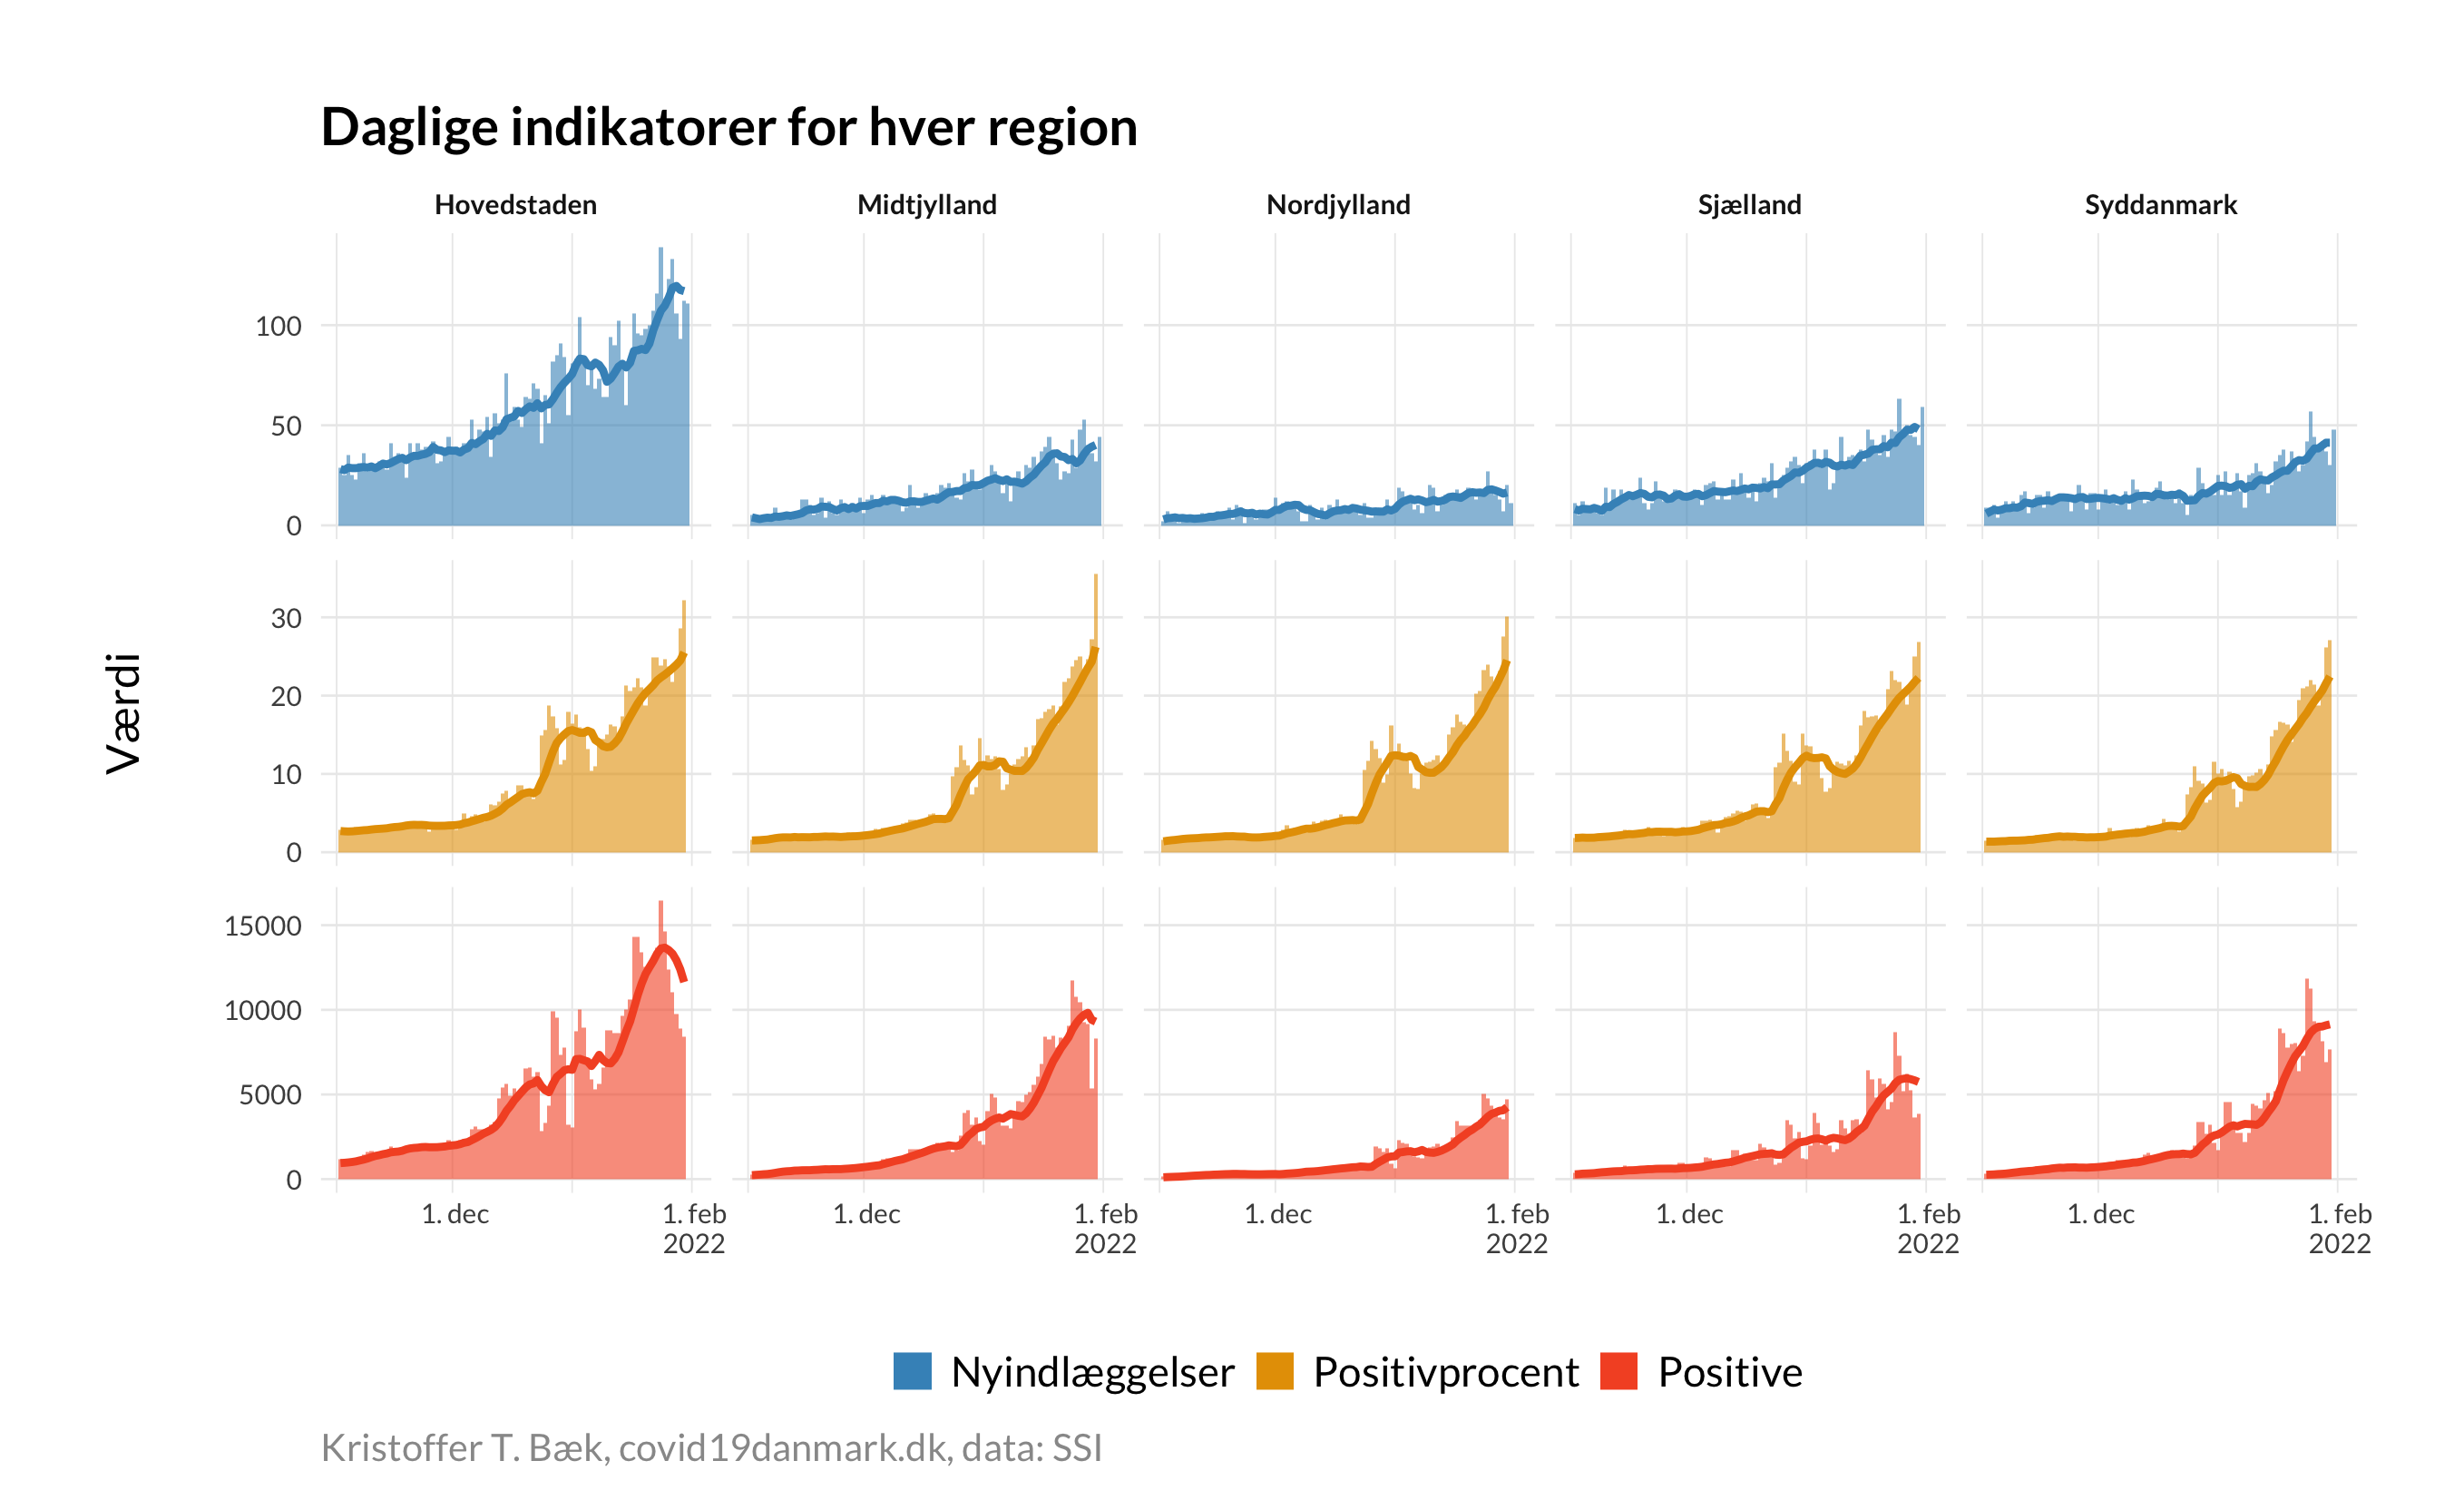 Daglige indikatorer for hver region
Hovedstaden Midtjylland Nordjylland Sjælland Syddanmark
100
50
0
30
20
10
0
15000
10000
5000
0
Værdi
1. dec 1. feb 1. dec 1. feb 1. dec 1. feb 1. dec 1. feb 1. dec 1. feb
2022 2022 2022 2022 2022
Nyindlæggelser Positivprocent Positive
Kristoffer T. Bæk, covid19danmark.dk, data: SSI